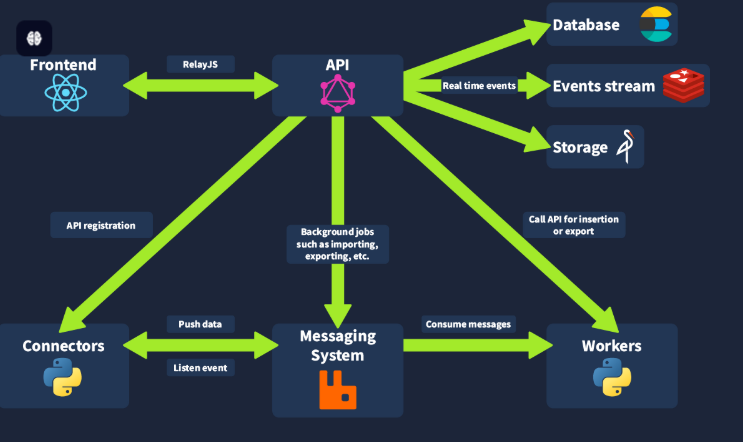 Database
Frontend
RelayJS
API
Real time events
Events stream
Storage
API registration
Background jobs
such as importing,
exporting, etc.
Call API for insertion
or export
Connectors
Push data
Listen event
Messaging
System
Consume messages
Workers